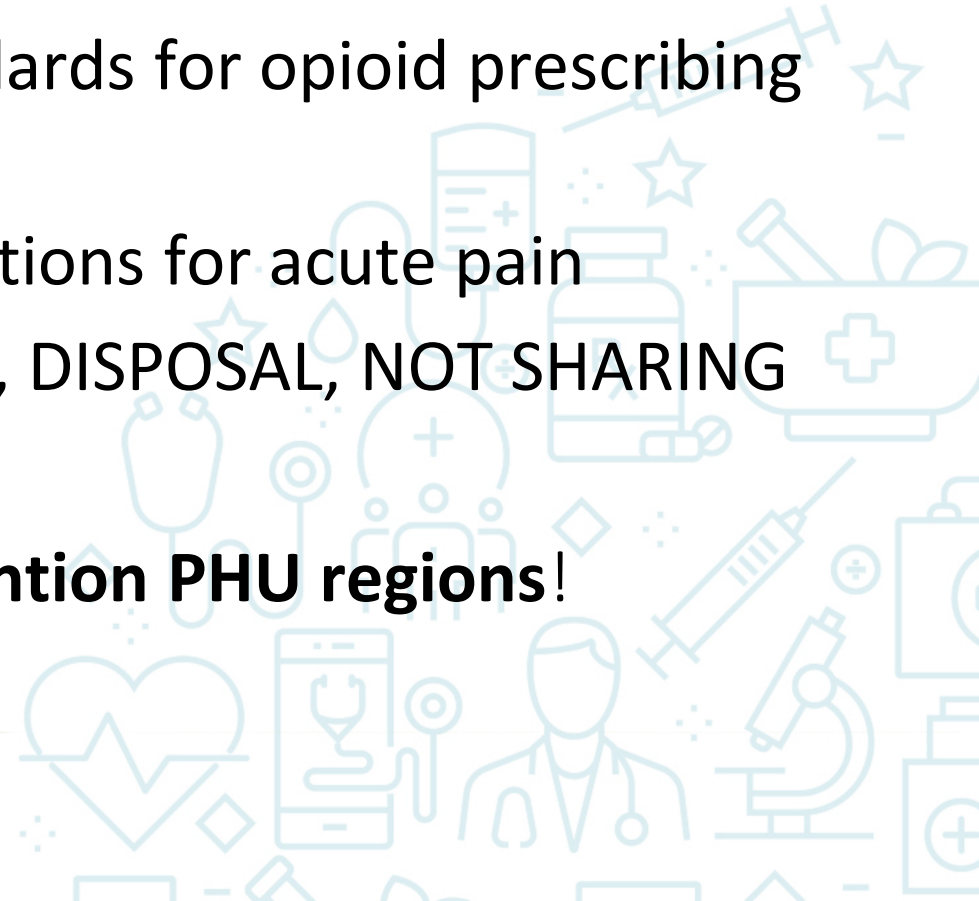 lards for opioid prescribing
tions for acute pain
, DISPOSAL, NOT SHARING
ntion PHU regions!